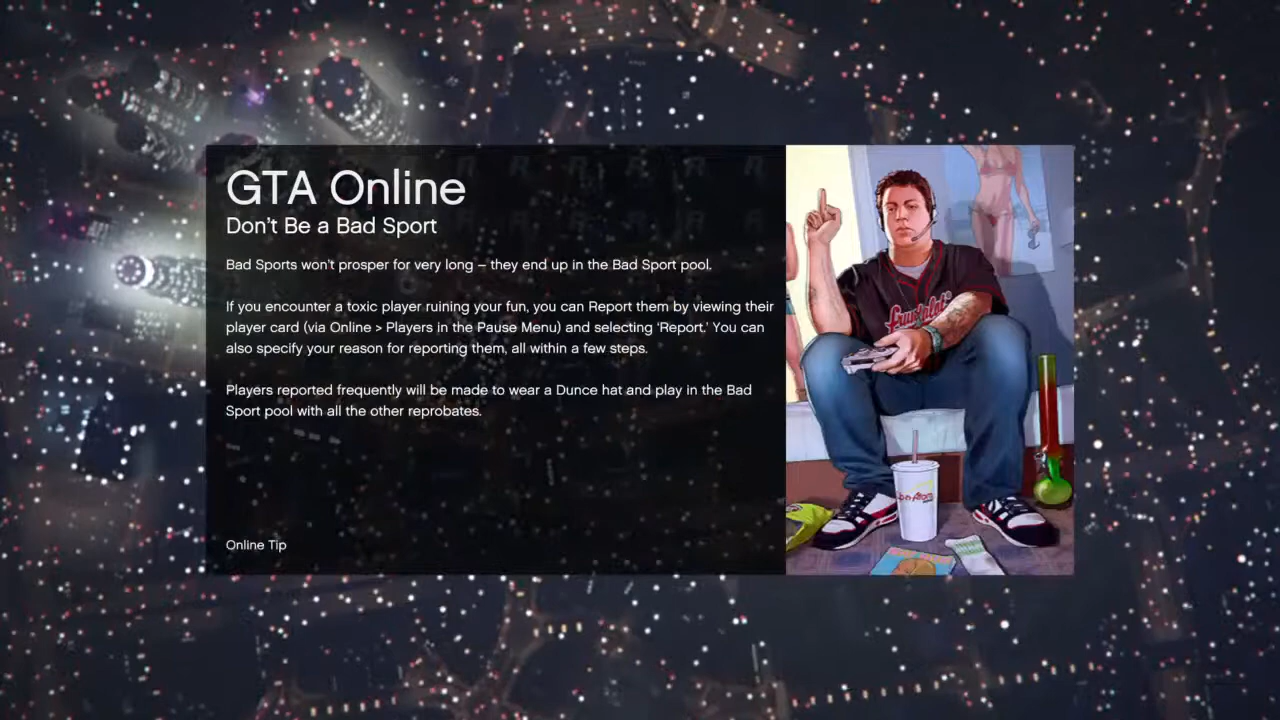 GTA Online
Don't Be a Bad Sport
Bad Sports won't prosper for very long – they end up in the Bad Sport pool.
If you encounter a toxic player ruining your fun, you can Report them by viewing their
player card (via Online > Players in the Pause Menu) and selecting ‘Report.’ You can
also specify your reason for reporting them, all within a few steps.
Players reported frequently will be made to wear a Dunce hat and play in the Bad
Sport pool with all the other reprobates.
Online Tip